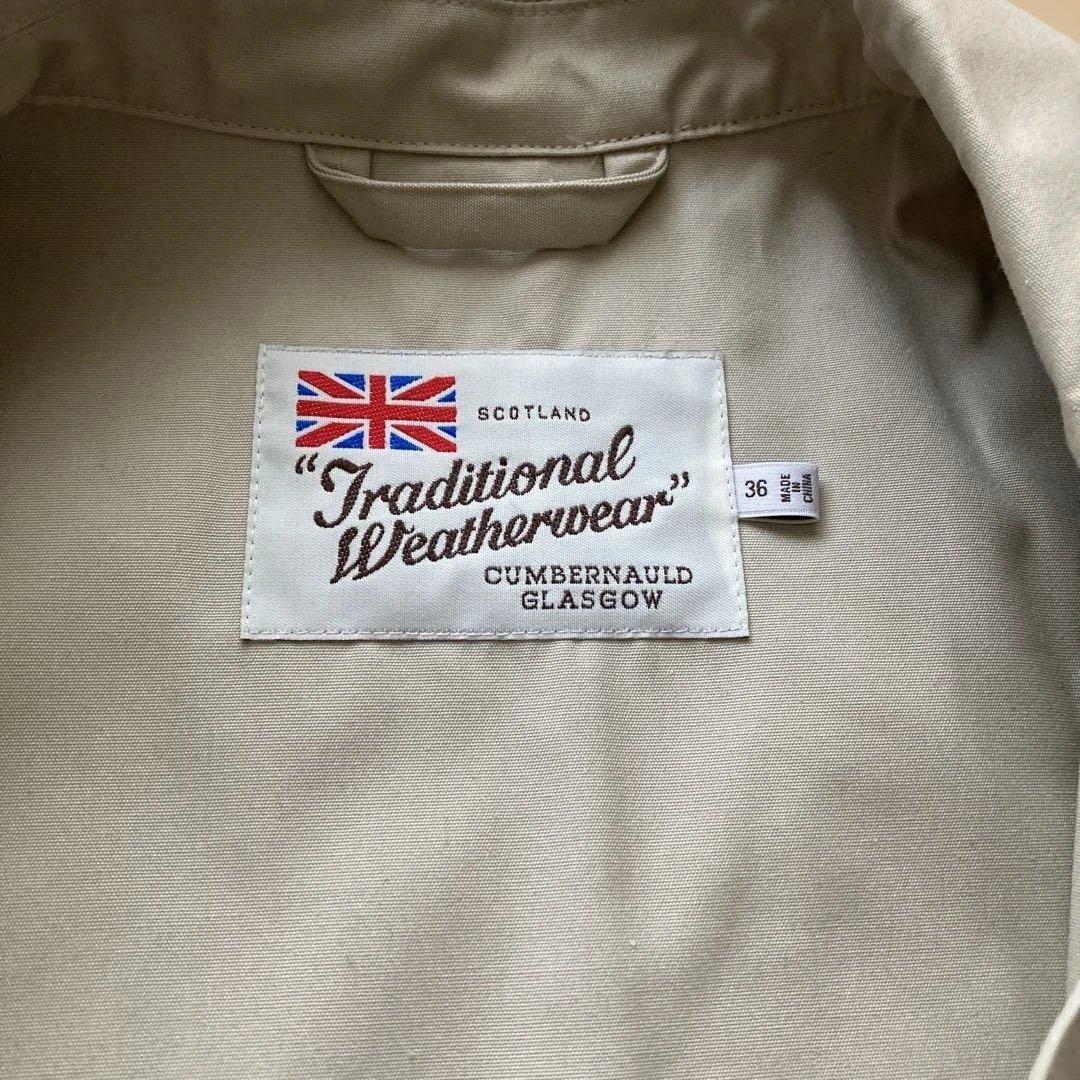 SCOTLAND
“Traditional
Weatherwear”
CUMBERNAULD
GLASGOW
36
MADE
IN
CHINA